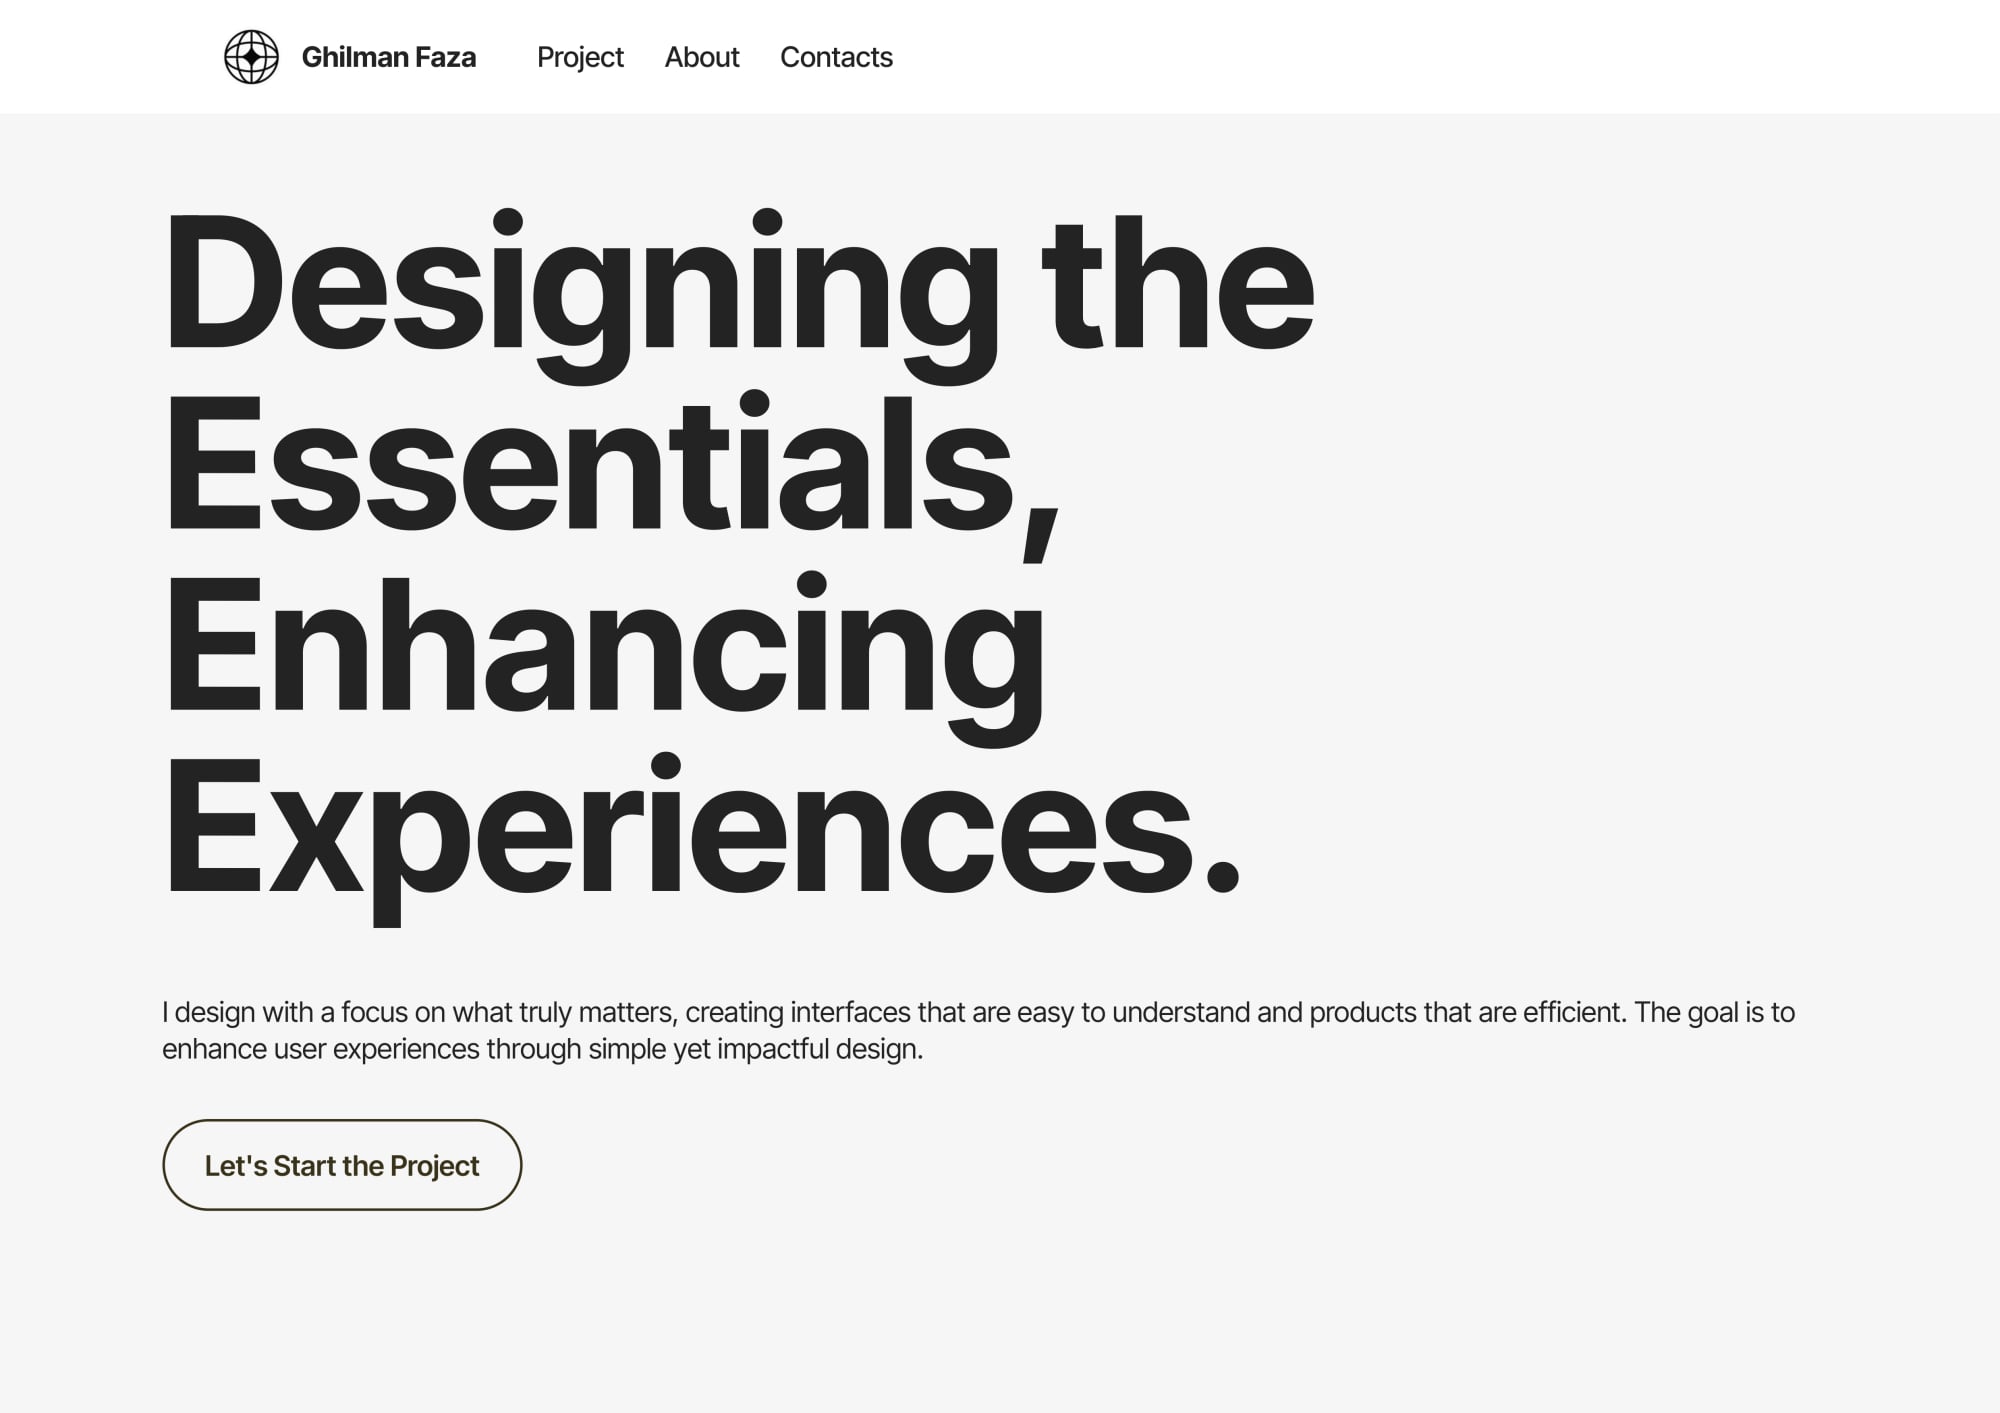 Ghilman Faza Project About Contacts
Designing the
Essentials,
Enhancing
Experiences.
I design with a focus on what truly matters, creating interfaces that are easy to understand and products that are efficient. The goal is to
enhance user experiences through simple yet impactful design.
Let's Start the Project